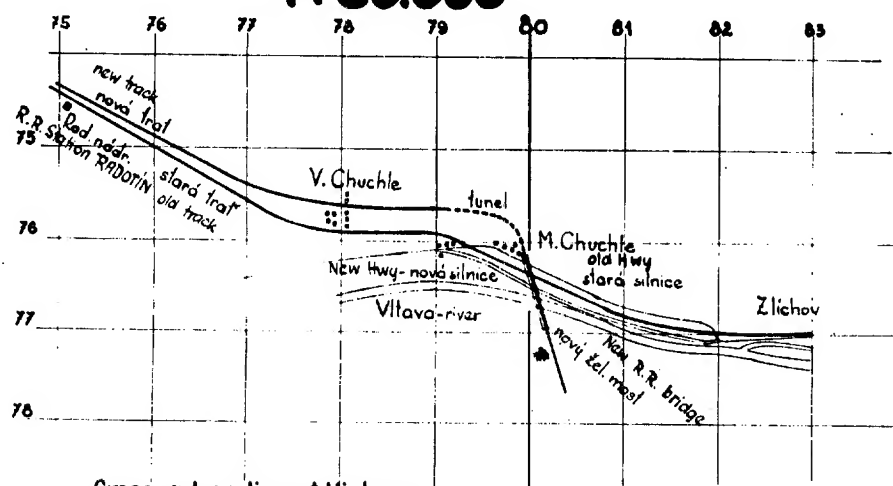 75 76 77 78 79 80 81 82 83
new track
nová trať
75
Rad. nádr.
R.R. Station RADOTÍN
stará trať
old track
V. Chuchle
tunel
76
M. Chuchle
old Hwy
stará silnice
New Hwy-nová silnice
Vltava-river
Zlichov
77
New R.R. bridge
nový žel. most
78